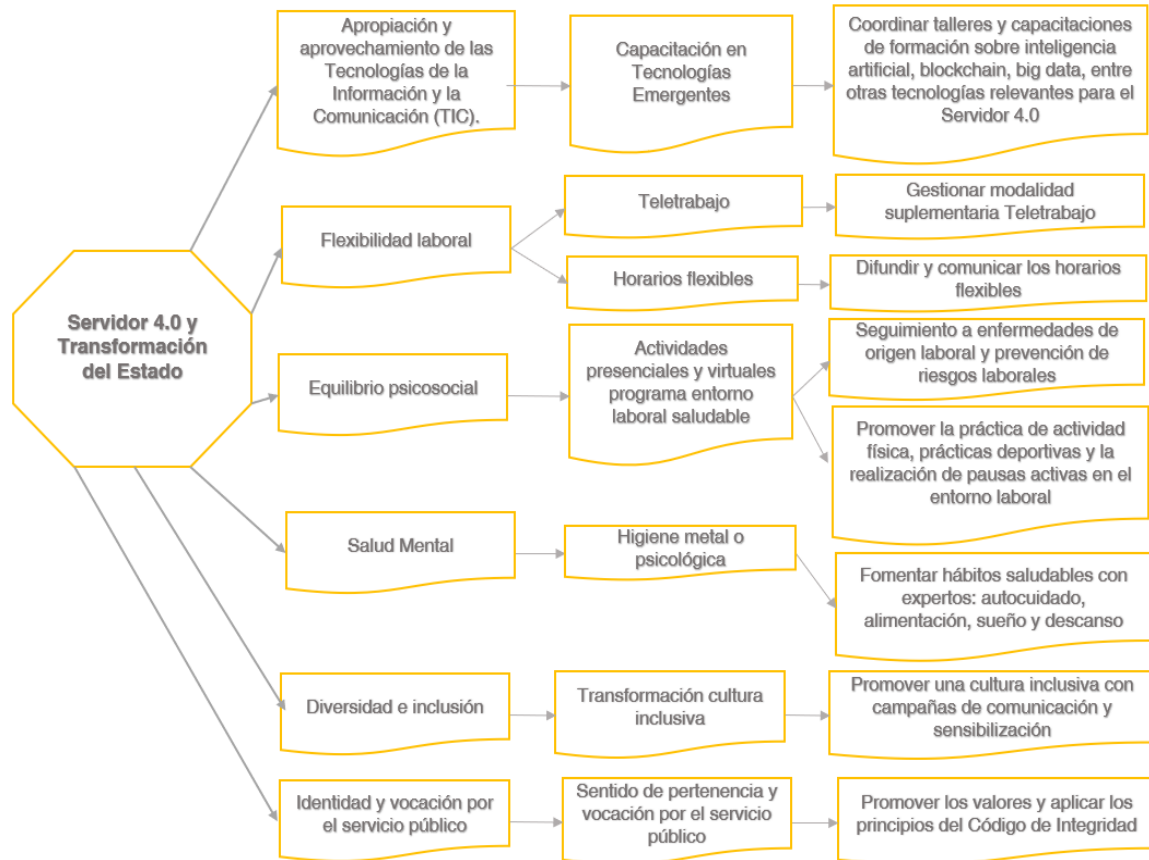 Servidor 4.0 y
Transformación
del Estado
Apropiación y
aprovechamiento de las
Tecnologías de la
Información y la
Comunicación (TIC).
Capacitación en
Tecnologías
Emergentes
Coordinar talleres y capacitaciones
de formación sobre inteligencia
artificial, blockchain, big data, entre
otras tecnologías relevantes para el
Servidor 4.0
Flexibilidad laboral
Teletrabajo
Gestionar modalidad
suplementaria Teletrabajo
Horarios flexibles
Difundir y comunicar los horarios
flexibles
Equilibrio psicosocial
Actividades
presenciales y virtuales
programa entorno
laboral saludable
Seguimiento a enfermedades de
origen laboral y prevención de
riesgos laborales
Promover la práctica de actividad
física, prácticas deportivas y la
realización de pausas activas en el
entorno laboral
Salud Mental
Higiene metal o
psicológica
Fomentar hábitos saludables con
expertos: autocuidado,
alimentación, sueño y descanso
Diversidad e inclusión
Transformación cultura
inclusiva
Promover una cultura inclusiva con
campañas de comunicación y
sensibilización
Identidad y vocación por
el servicio público
Sentido de pertenencia y
vocación por el servicio
público
Promover los valores y aplicar los
principios del Código de Integridad